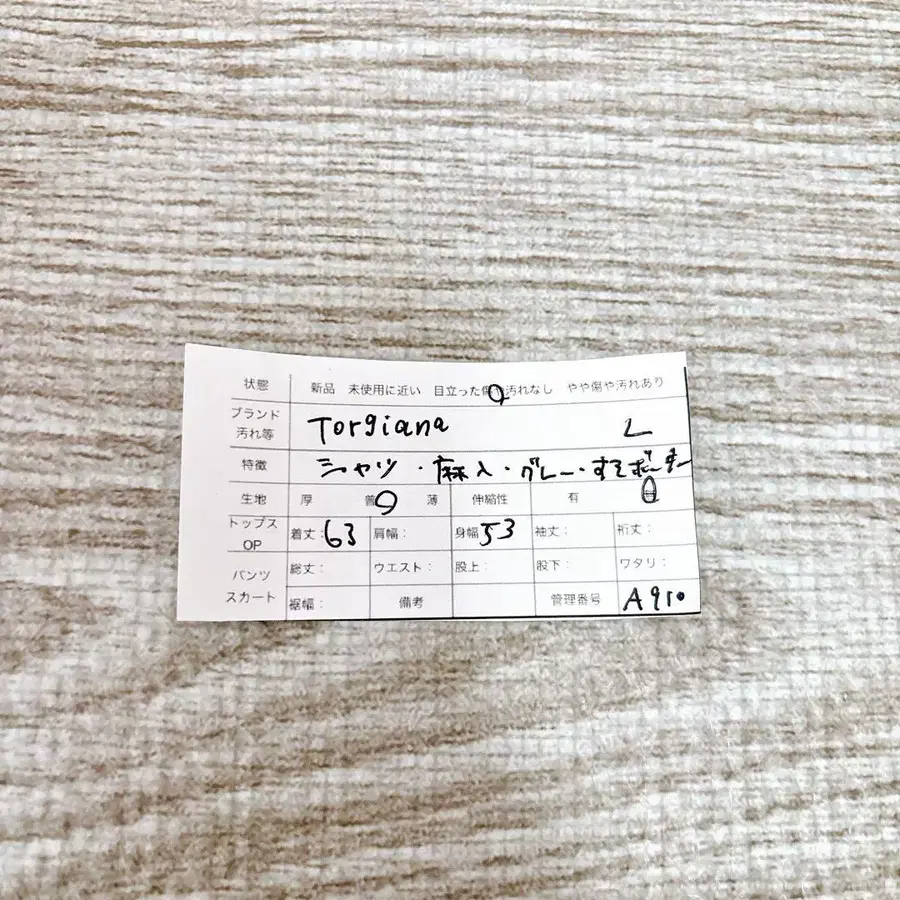 状態 新品 未使用に近い 目立った傷や汚れなし やや傷や汚れあり
ブランド
汚れ等 Torgiana L
特徴 シャツ・麻入・グレー・すそボーダー
生地 厚 普 薄 伸縮性 有
トップス
OP 着丈:63 肩幅: 身幅53 袖丈: 裄丈:
パンツ
スカート 総丈: ウエスト: 股上: 股下: ワタリ:
裾幅: 備考 管理番号 A910